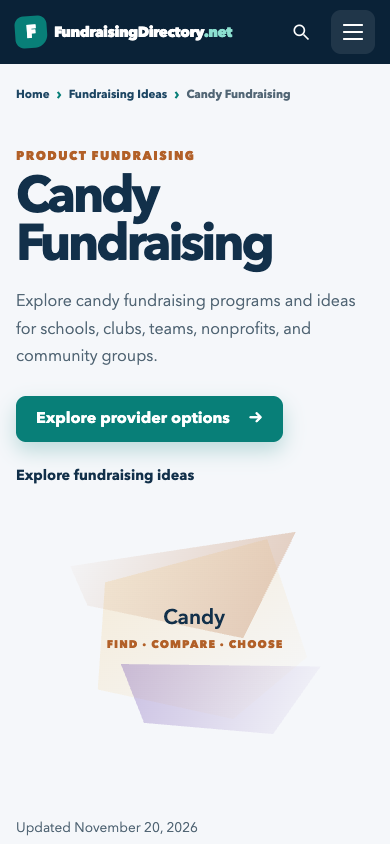 F FundraisingDirectory.net
Home › Fundraising Ideas › Candy Fundraising
PRODUCT FUNDRAISING
Candy
Fundraising
Explore candy fundraising programs and ideas
for schools, clubs, teams, nonprofits, and
community groups.
Explore provider options →
Explore fundraising ideas
Candy
FIND · COMPARE · CHOOSE
Updated November 20, 2026